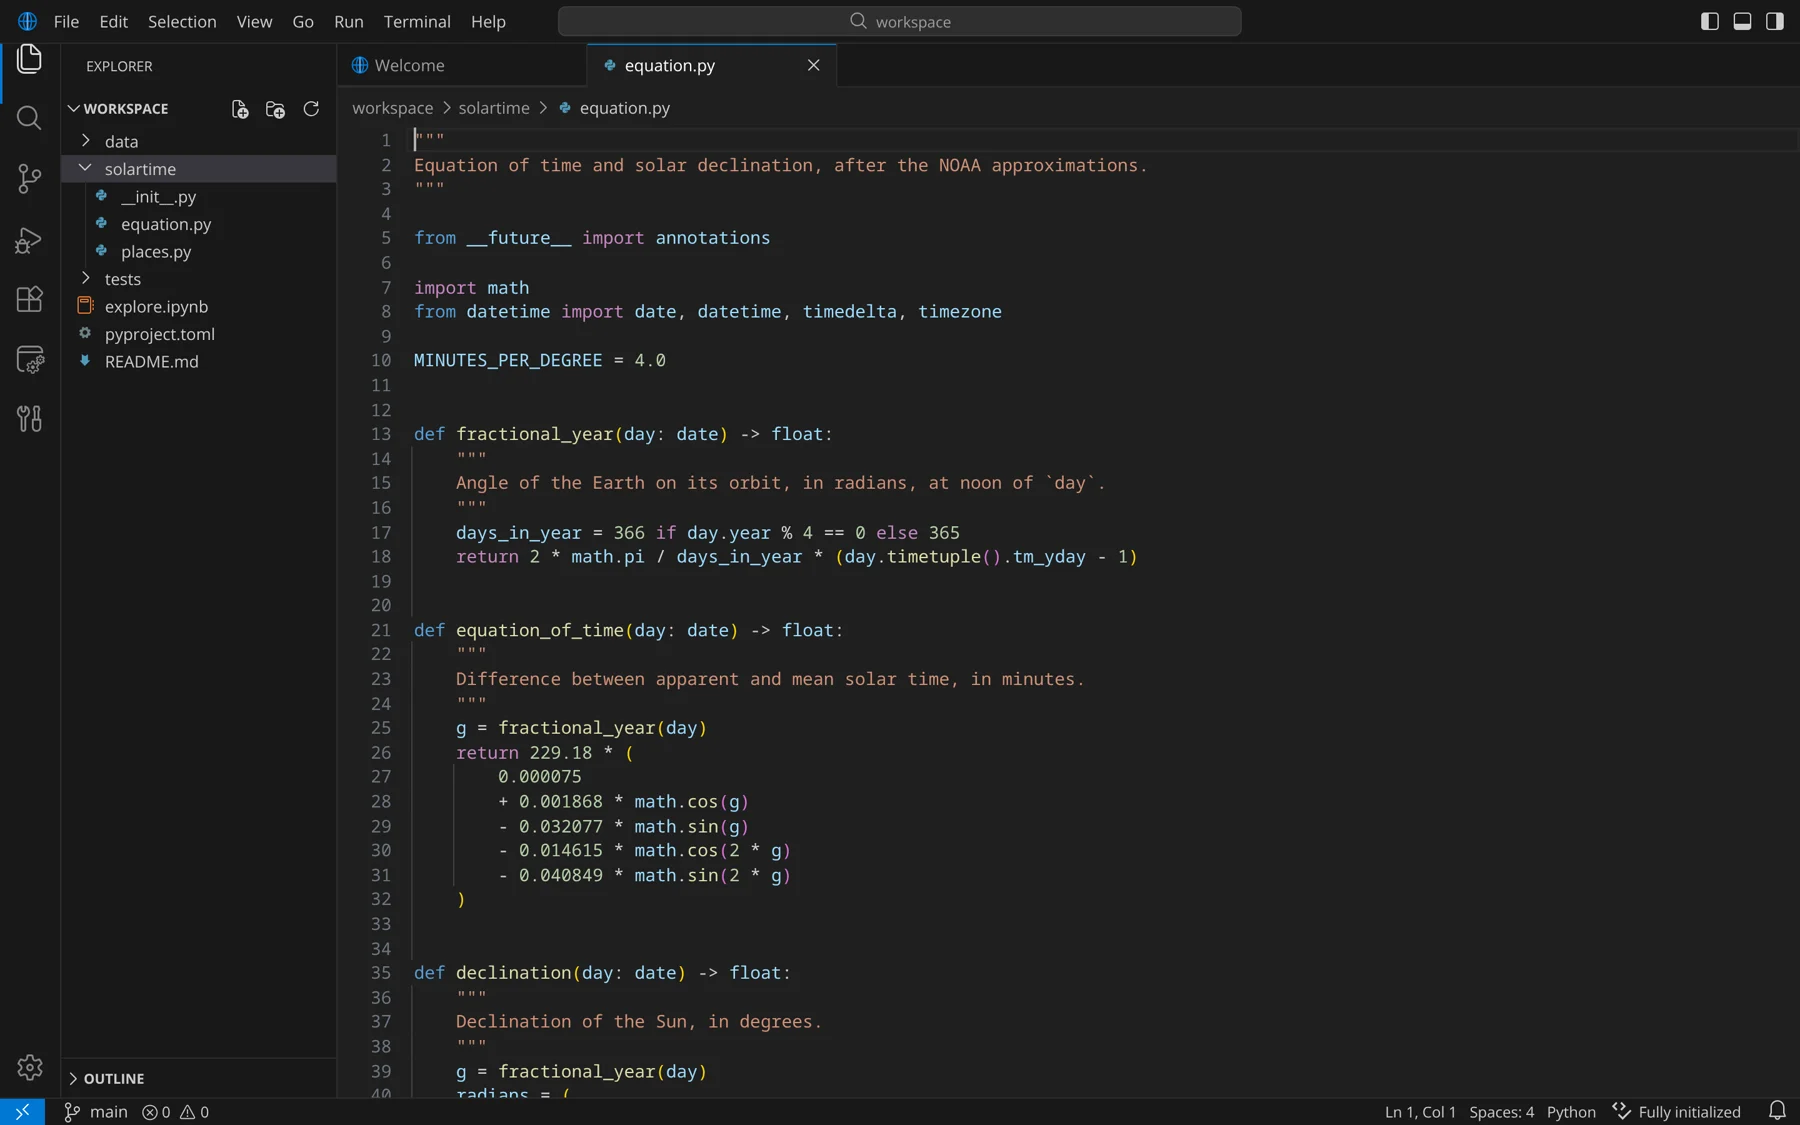 File Edit Selection View Go Run Terminal Help
workspace
EXPLORER
WORKSPACE
data
solartime
__init__.py
equation.py
places.py
tests
explore.ipynb
pyproject.toml
README.md
OUTLINE
Welcome
equation.py
workspace > solartime > equation.py
1 """
2 Equation of time and solar declination, after the NOAA approximations.
3 """
4
5 from __future__ import annotations
6
7 import math
8 from datetime import date, datetime, timedelta, timezone
9
10 MINUTES_PER_DEGREE = 4.0
11
12
13 def fractional_year(day: date) -> float:
14     """
15     Angle of the Earth on its orbit, in radians, at noon of `day`.
16     """
17     days_in_year = 366 if day.year % 4 == 0 else 365
18     return 2 * math.pi / days_in_year * (day.timetuple().tm_yday - 1)
19
20
21 def equation_of_time(day: date) -> float:
22     """
23     Difference between apparent and mean solar time, in minutes.
24     """
25     g = fractional_year(day)
26     return 229.18 * (
27         0.000075
28         + 0.001868 * math.cos(g)
29         - 0.032077 * math.sin(g)
30         - 0.014615 * math.cos(2 * g)
31         - 0.040849 * math.sin(2 * g)
32     )
33
34
35 def declination(day: date) -> float:
36     """
37     Declination of the Sun, in degrees.
38     """
39     g = fractional_year(day)
40     radians = (
main 0 0
Ln 1, Col 1 Spaces: 4 Python Fully initialized